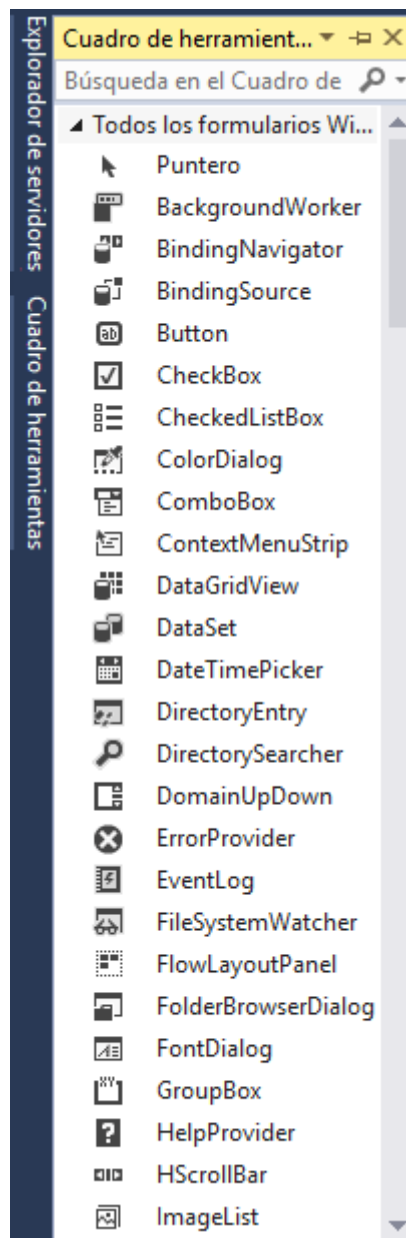 Explorador de servidores
Cuadro de herramientas
Cuadro de herramient...
Búsqueda en el Cuadro de
Todos los formularios Wi...
Puntero
BackgroundWorker
BindingNavigator
BindingSource
Button
CheckBox
CheckedListBox
ColorDialog
ComboBox
ContextMenuStrip
DataGridView
DataSet
DateTimePicker
DirectoryEntry
DirectorySearcher
DomainUpDown
ErrorProvider
EventLog
FileSystemWatcher
FlowLayoutPanel
FolderBrowserDialog
FontDialog
GroupBox
HelpProvider
HScrollBar
ImageList